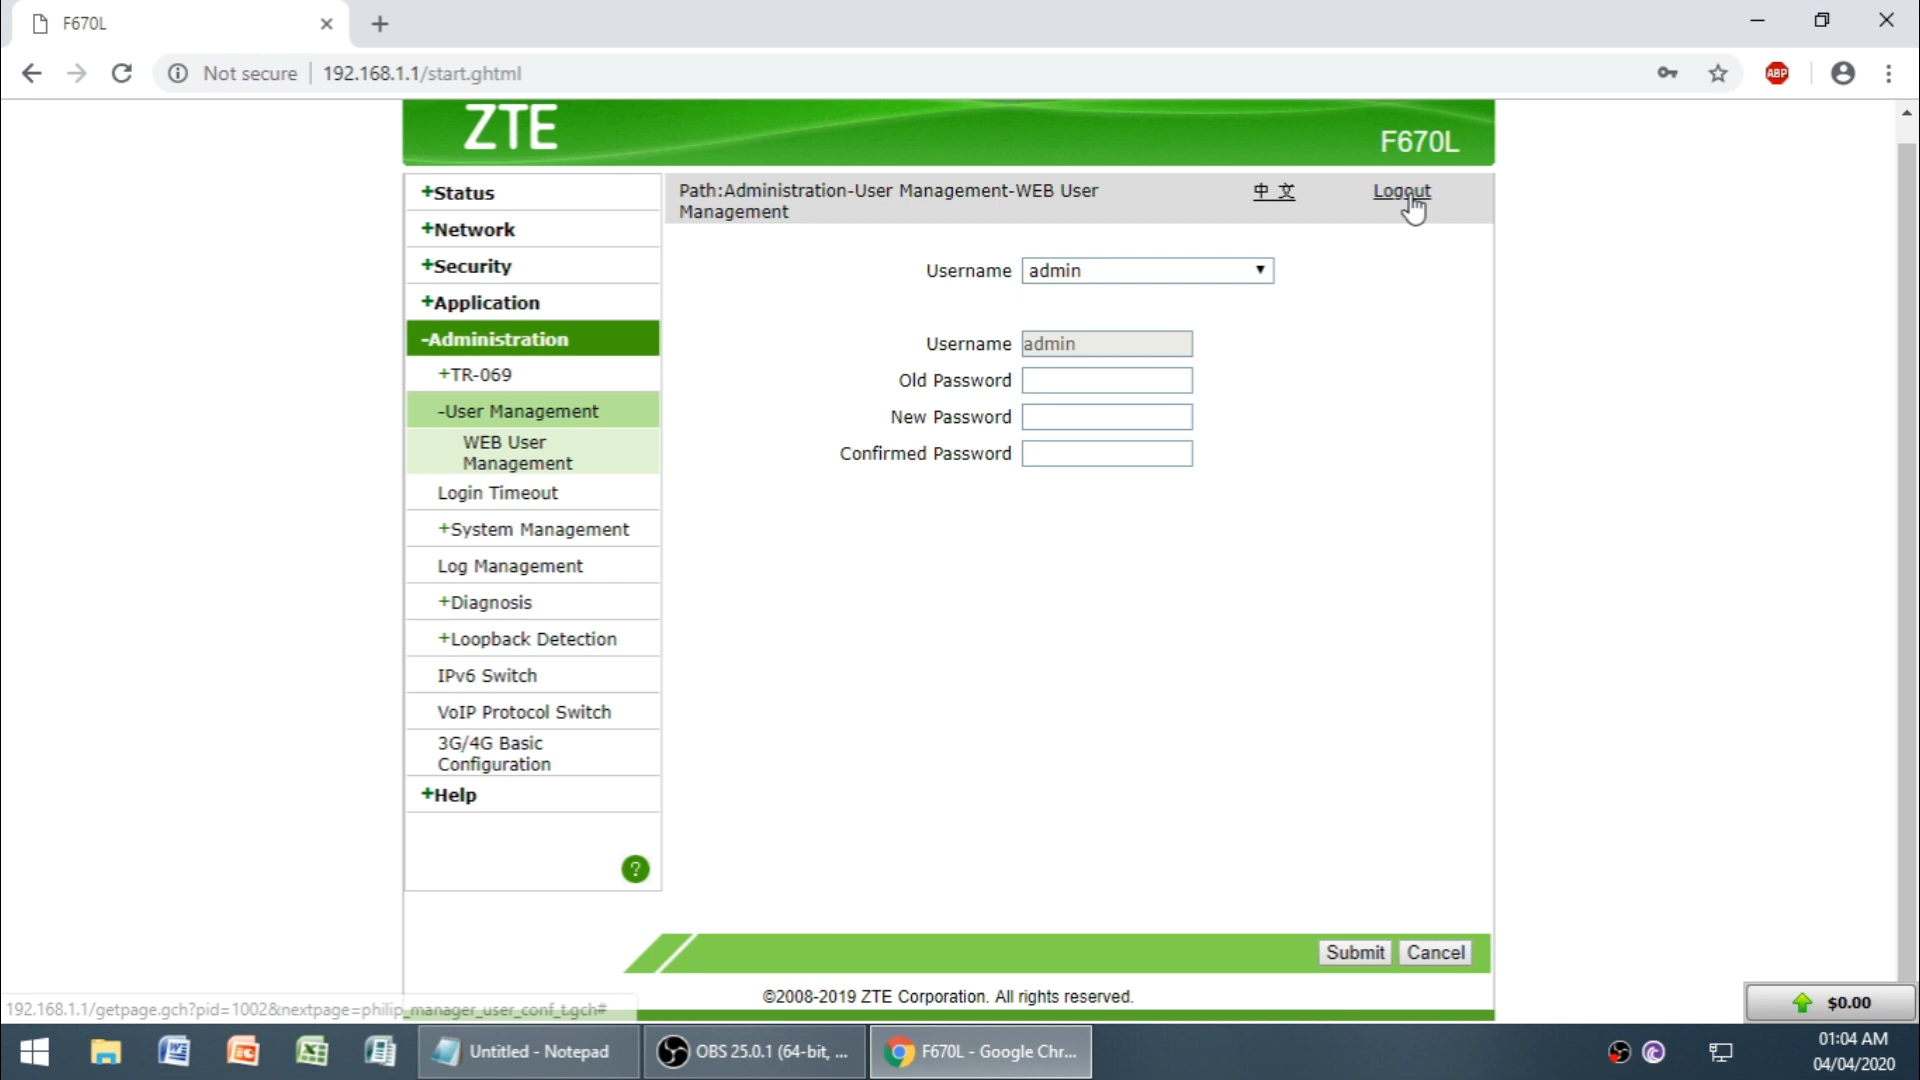 F670L
Not secure
192.168.1.1/start.ghtml
ABP
ZTE
F670L
+Status
+Network
+Security
+Application
-Administration
+TR-069
-User Management
WEB User
Management
Login Timeout
+System Management
Log Management
+Diagnosis
+Loopback Detection
IPv6 Switch
VoIP Protocol Switch
3G/4G Basic
Configuration
+Help
?
Path:Administration-User Management-WEB User
Management
中 文
Logout
Username admin
Username admin
Old Password
New Password
Confirmed Password
Submit Cancel
©2008-2019 ZTE Corporation. All rights reserved.
192.168.1.1/getpage.gch?pid=1002&nextpage=philip_manager_user_conf_t.gch#
$0.00
Untitled - Notepad
OBS 25.0.1 (64-bit, ...
F670L - Google Chr...
01:04 AM
04/04/2020